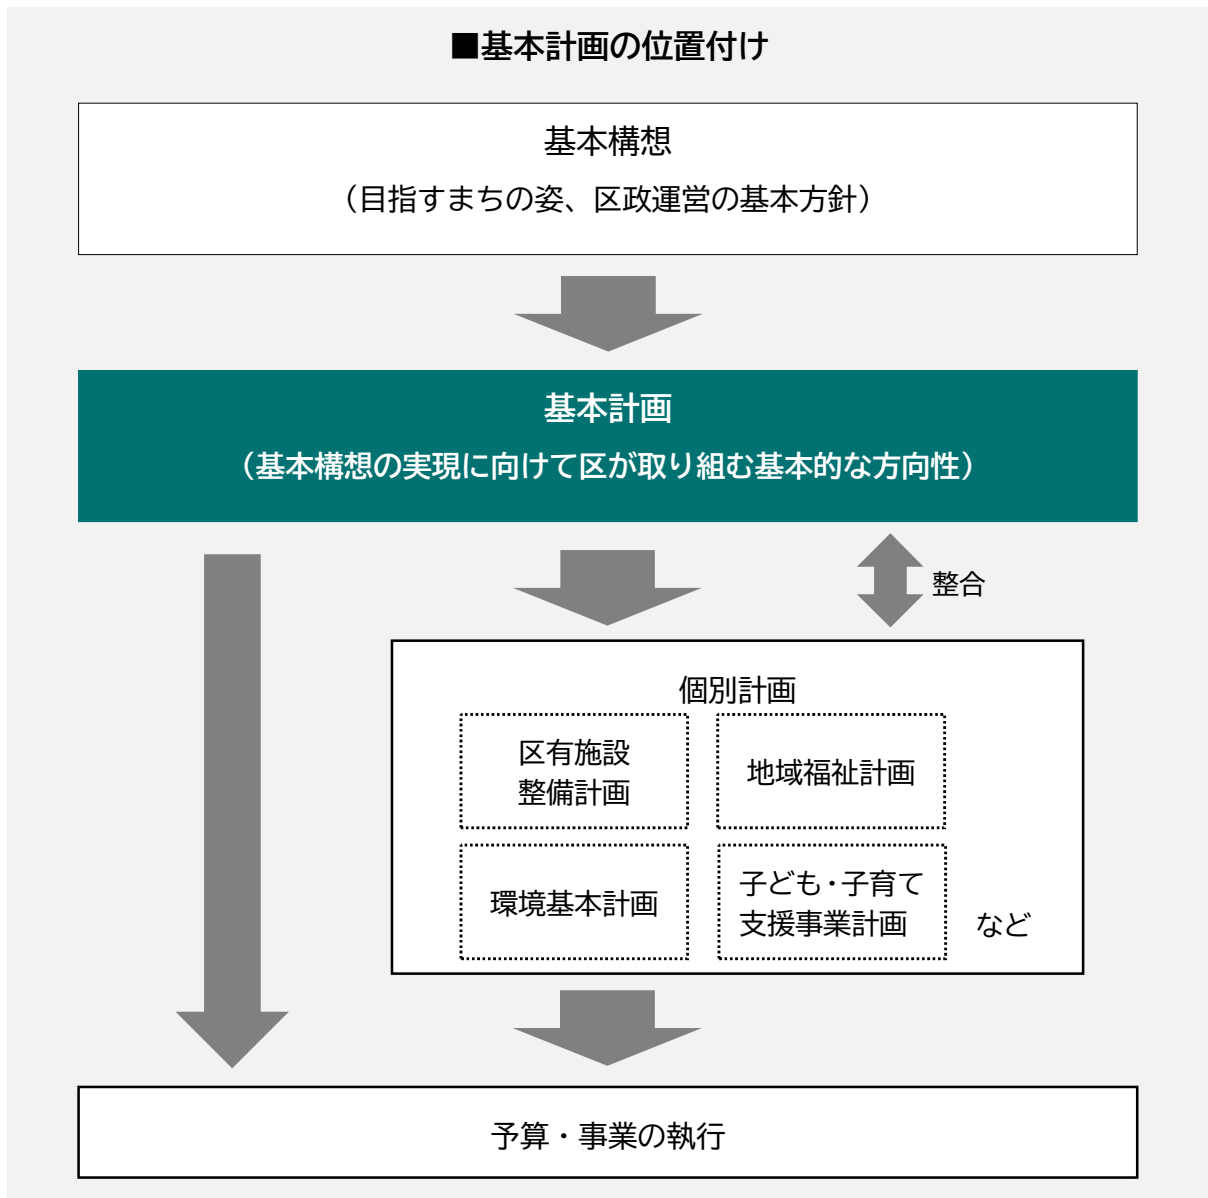 ■基本計画の位置付け
基本構想
（目指すまちの姿、区政運営の基本方針）
基本計画
（基本構想の実現に向けて区が取り組む基本的な方向性）
整合
個別計画
区有施設
整備計画
地域福祉計画
環境基本計画
子ども・子育て
支援事業計画
など
予算・事業の執行